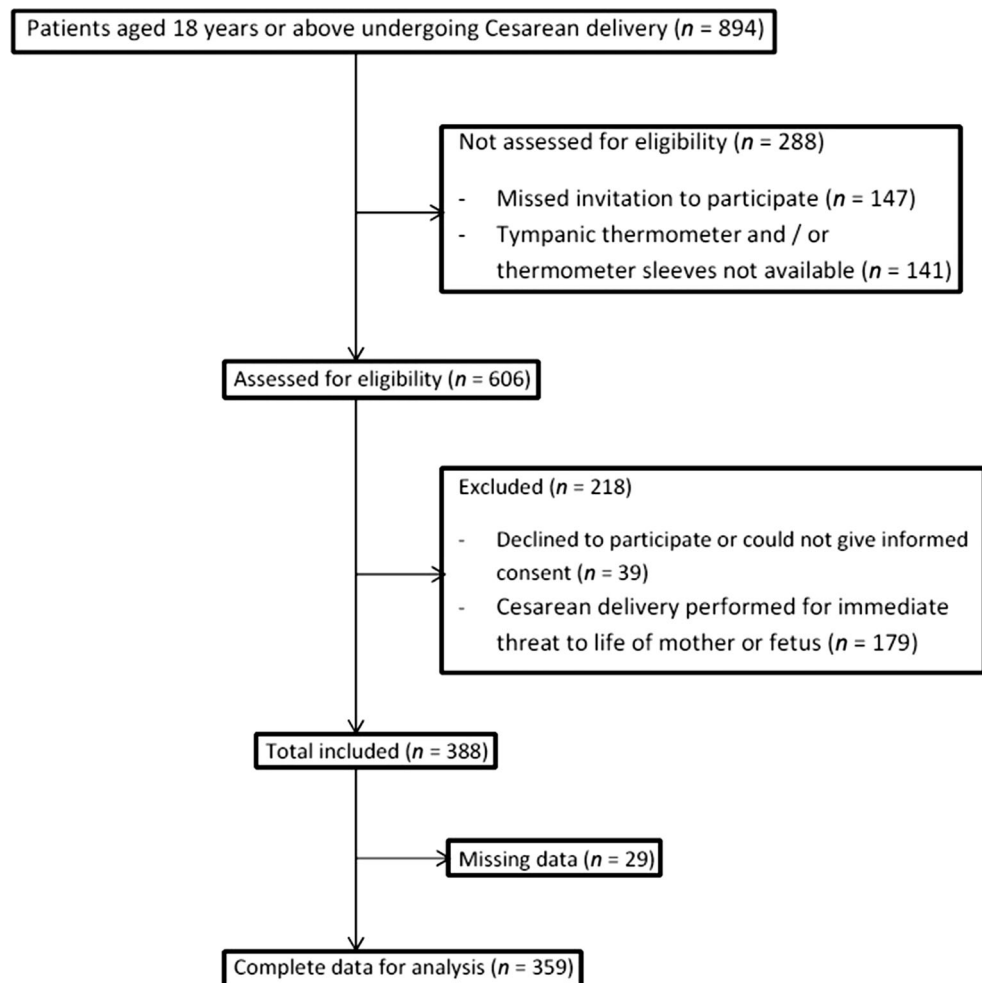 Patients aged 18 years or above undergoing Cesarean delivery (n = 894)
Not assessed for eligibility (n = 288)
- Missed invitation to participate (n = 147)
- Tympanic thermometer and / or
thermometer sleeves not available (n = 141)
Assessed for eligibility (n = 606)
Excluded (n = 218)
- Declined to participate or could not give informed
consent (n = 39)
- Cesarean delivery performed for immediate
threat to life of mother or fetus (n = 179)
Total included (n = 388)
Missing data (n = 29)
Complete data for analysis (n = 359)